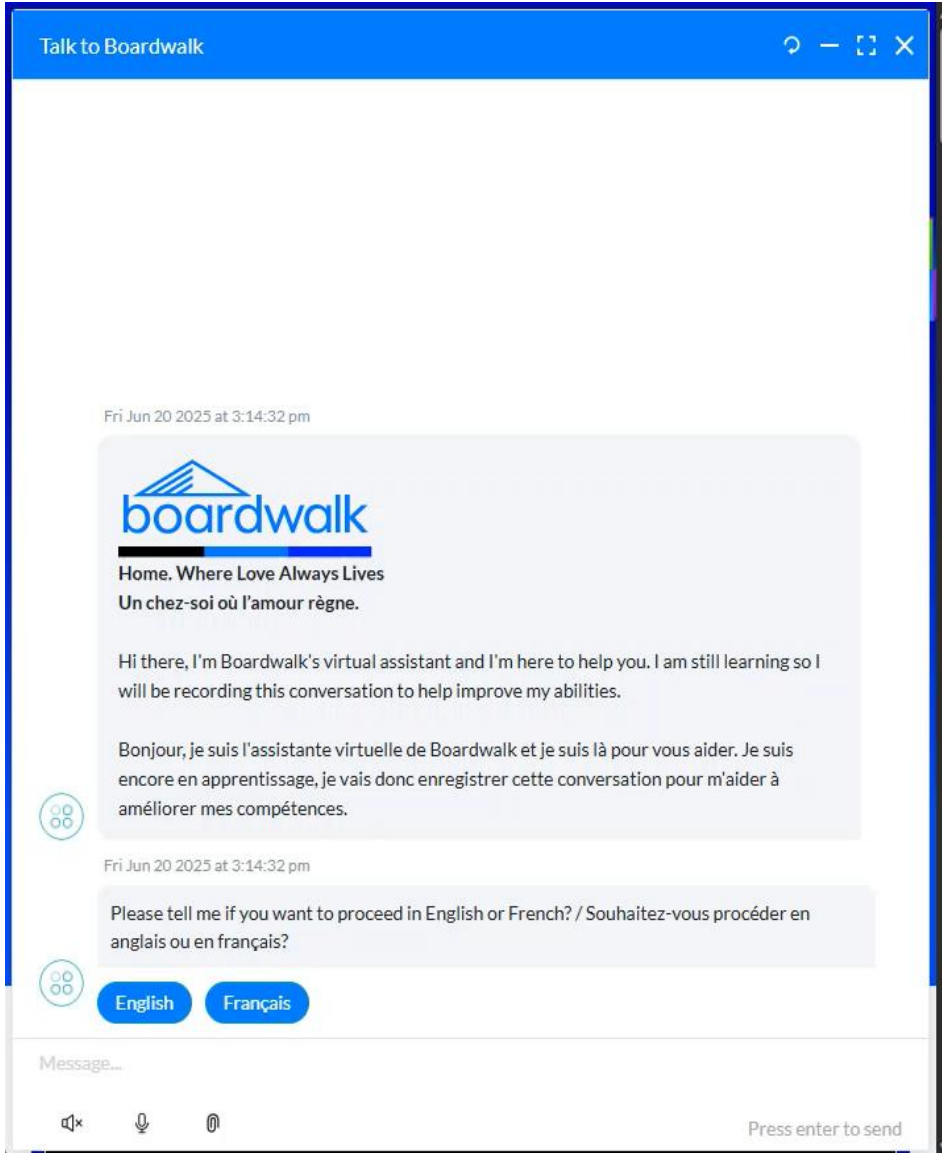 Talk to Boardwalk
Fri Jun 20 2025 at 3:14:32 pm
boardwalk
Home. Where Love Always Lives
Un chez-soi où l'amour règne.
Hi there, I'm Boardwalk's virtual assistant and I'm here to help you. I am still learning so I
will be recording this conversation to help improve my abilities.
Bonjour, je suis l'assistante virtuelle de Boardwalk et je suis là pour vous aider. Je suis
encore en apprentissage, je vais donc enregistrer cette conversation pour m'aider à
améliorer mes compétences.
Fri Jun 20 2025 at 3:14:32 pm
Please tell me if you want to proceed in English or French? / Souhaitez-vous procéder en
anglais ou en français?
English Français
Message...
Press enter to send